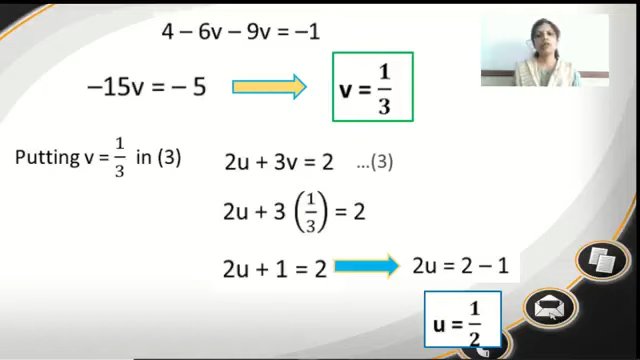 4 – 6v – 9v = –1
–15v = – 5
v = 1/3
Putting v = 1/3 in (3)
2u + 3v = 2 ...(3)
2u + 3 (1/3) = 2
2u + 1 = 2
2u = 2 – 1
u = 1/2